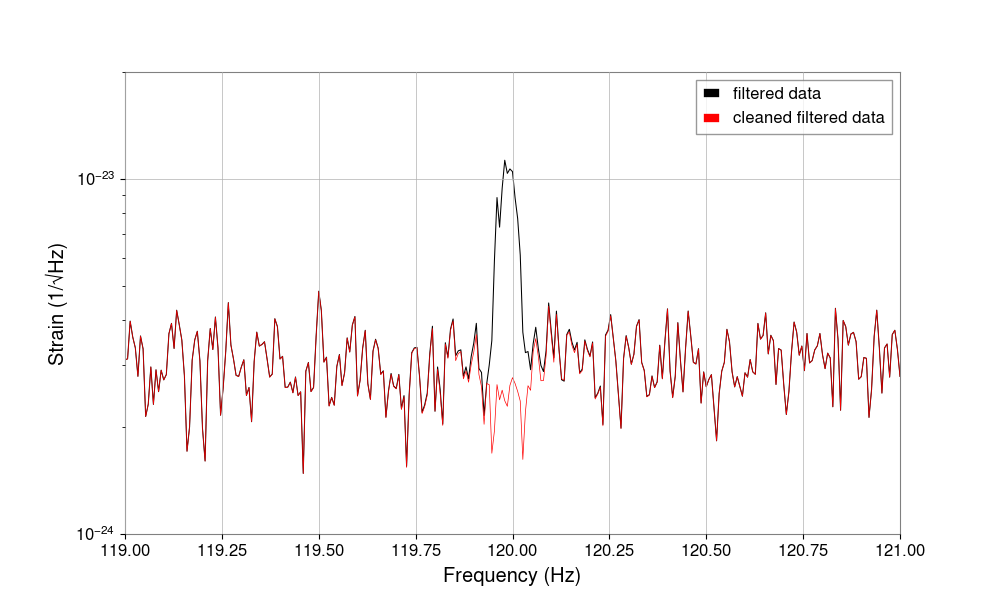 filtered data
cleaned filtered data
10⁻²³
10⁻²⁴
Strain (1/√Hz)
119.00 119.25 119.50 119.75 120.00 120.25 120.50 120.75 121.00
Frequency (Hz)